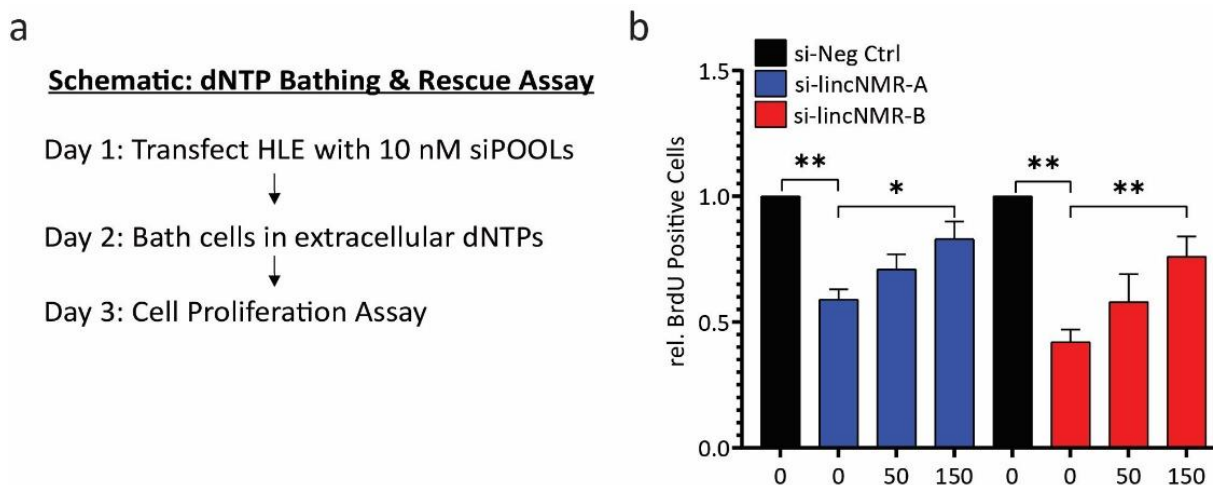 a
Schematic: dNTP Bathing & Rescue Assay
Day 1: Transfect HLE with 10 nM siPOOLs
Day 2: Bath cells in extracellular dNTPs
Day 3: Cell Proliferation Assay
b
si-Neg Ctrl
si-lincNMR-A
si-lincNMR-B
rel. BrdU Positive Cells
1.5
1.0
0.5
0.0
** * ** **
0 0 50 150 0 0 50 150